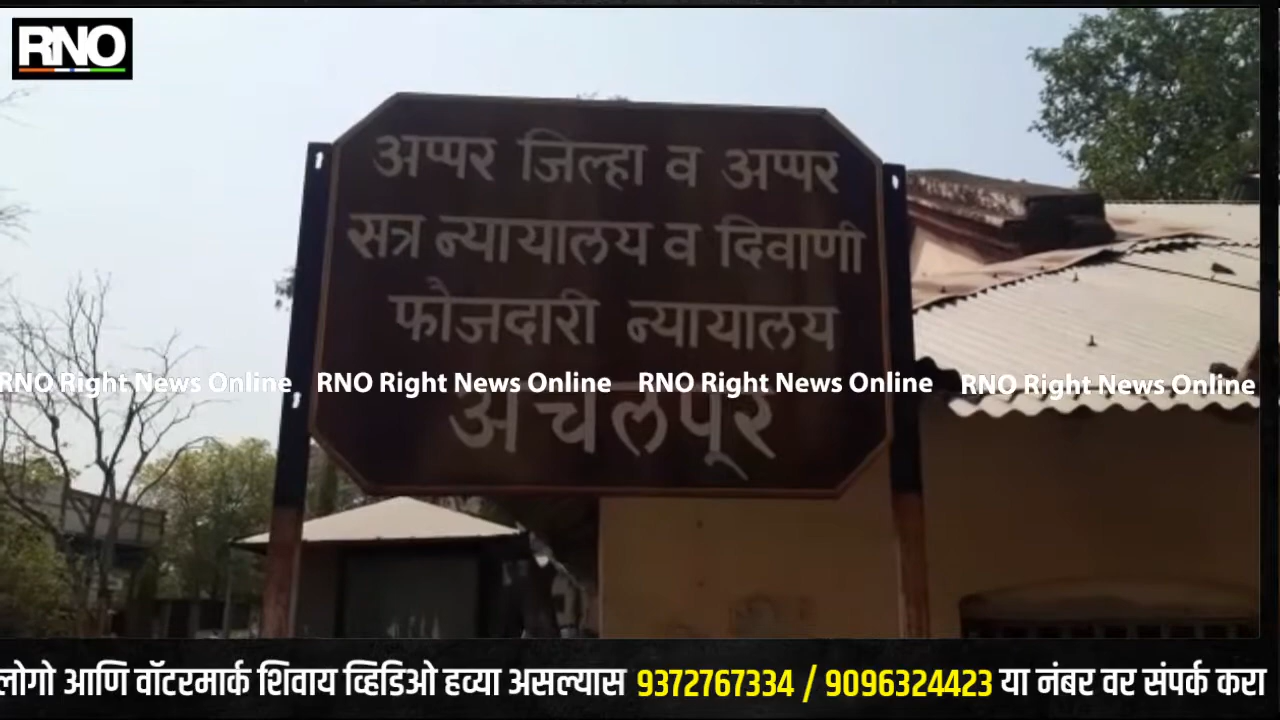 RNO
अप्पर जिल्हा व अप्पर
सत्र न्यायालय व दिवाणी
फौजदारी न्यायालय
RNO Right News Online RNO Right News Online RNO Right News Online RNO Right News Online
अचलपूर
लोगो आणि वॉटरमार्क शिवाय व्हिडिओ हव्या असल्यास 9372767334 / 9096324423 या नंबर वर संपर्क करा